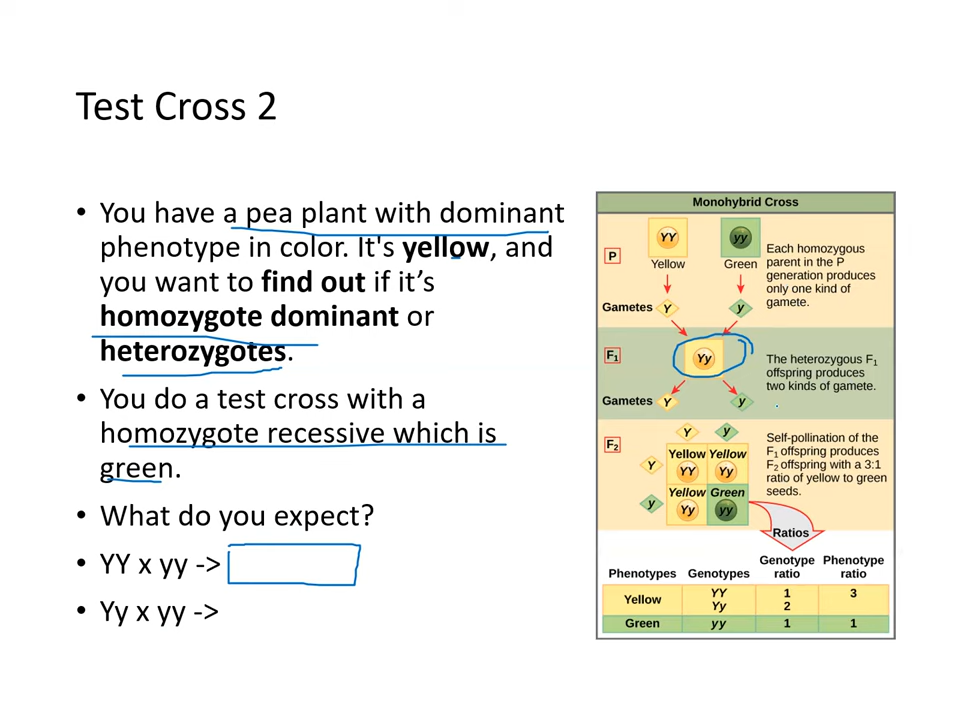 Test Cross 2
• You have a pea plant with dominant
phenotype in color. It's yellow, and
you want to find out if it’s
homozygote dominant or
heterozygotes.
• You do a test cross with a
homozygote recessive which is
green.
• What do you expect?
• YY x yy ->
• Yy x yy ->
Monohybrid Cross
P
YY
yy
Yellow
Green
Each homozygous
parent in the P
generation produces
only one kind of
gamete.
Gametes
Y
y
F1
Yy
The heterozygous F1
offspring produces
two kinds of gamete.
Gametes
Y
y
F2
Y
y
Y
Yellow
Yellow
YY
Yy
y
Yellow
Green
Yy
yy
Self-pollination of the
F1 offspring produces
F2 offspring with a 3:1
ratio of yellow to green
seeds.
Ratios
Phenotypes Genotypes Genotype ratio Phenotype ratio
Yellow YY 1 3
Yy 2
Green yy 1 1